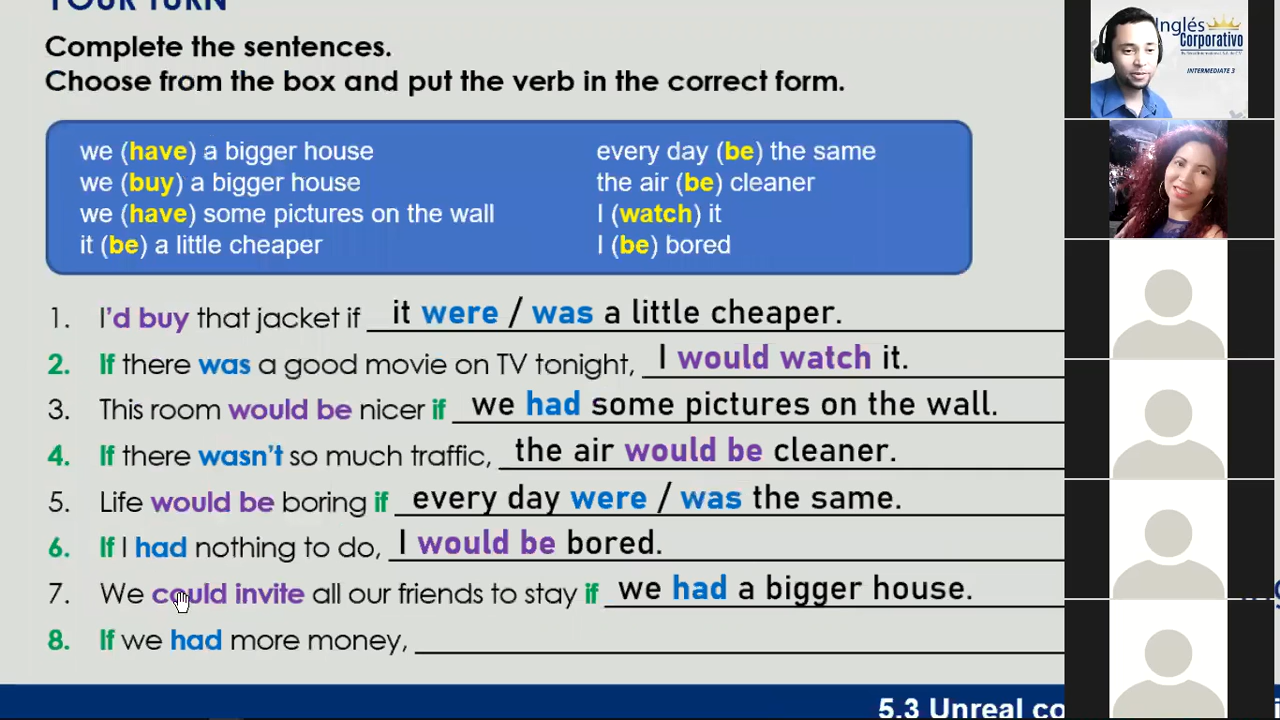 YOUR TURN
Complete the sentences.
Choose from the box and put the verb in the correct form.
we (have) a bigger house
we (buy) a bigger house
we (have) some pictures on the wall
it (be) a little cheaper
every day (be) the same
the air (be) cleaner
I (watch) it
I (be) bored
1. I'd buy that jacket if it were / was a little cheaper.
2. If there was a good movie on TV tonight, I would watch it.
3. This room would be nicer if we had some pictures on the wall.
4. If there wasn't so much traffic, the air would be cleaner.
5. Life would be boring if every day were / was the same.
6. If I had nothing to do, I would be bored.
7. We could invite all our friends to stay if we had a bigger house.
8. If we had more money,
5.3 Unreal co
Inglés
Corporativo
INTERMEDIATE 3